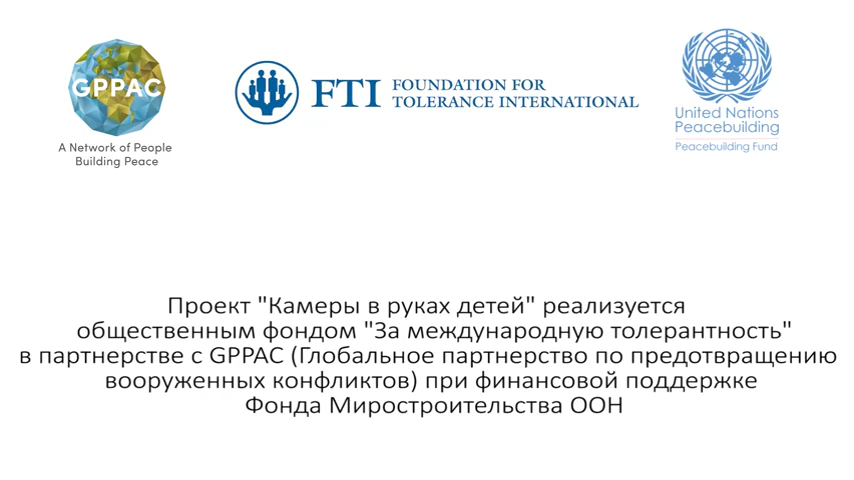 GPPAC
A Network of People
Building Peace
FTI
FOUNDATION FOR
TOLERANCE INTERNATIONAL
United Nations
Peacebuilding
Peacebuilding Fund
Проект "Камеры в руках детей" реализуется
общественным фондом "За международную толерантность"
в партнерстве с GPPAC (Глобальное партнерство по предотвращению
вооруженных конфликтов) при финансовой поддержке
Фонда Миростроительства ООН